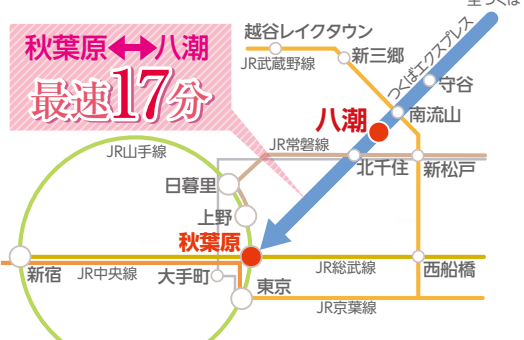 至つくば
秋葉原⟷八潮
最速17分
越谷レイクタウン
新三郷
JR武蔵野線
つくばエクスプレス
守谷
南流山
八潮
JR常磐線
JR山手線
北千住
新松戸
日暮里
上野
秋葉原
新宿
JR中央線
大手町
東京
JR総武線
西船橋
JR京葉線